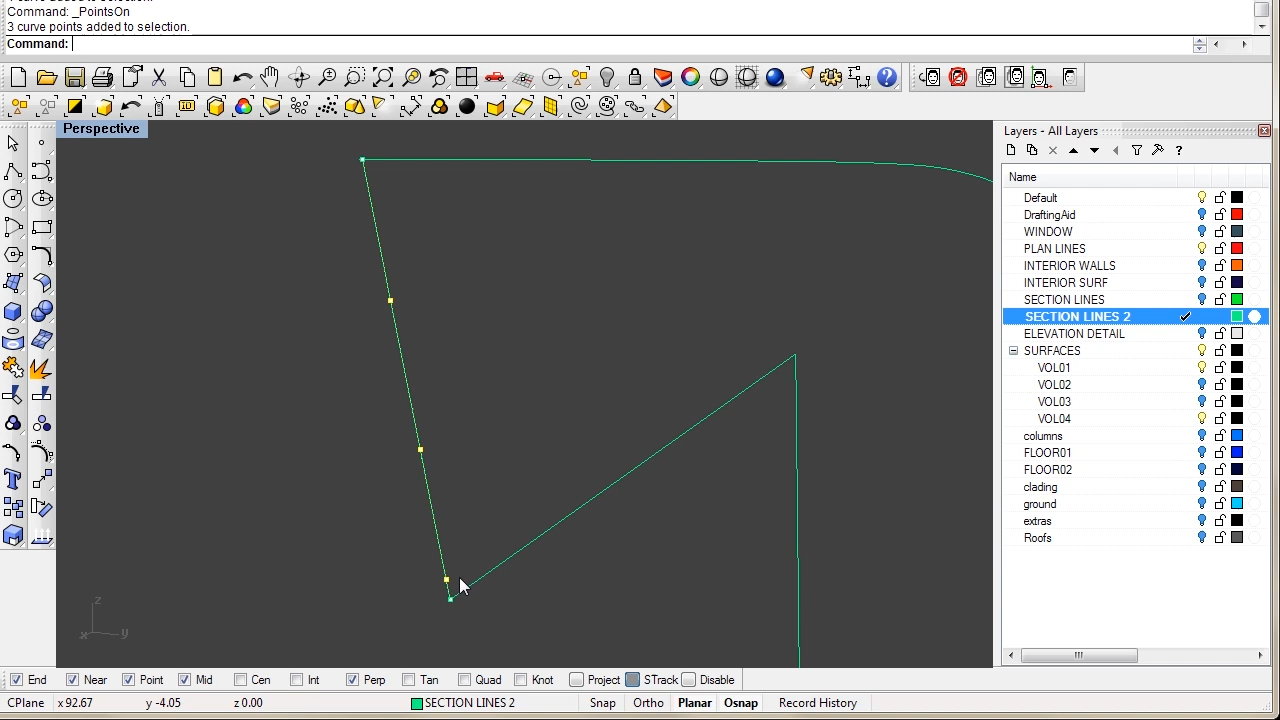 Command: _PointsOn
3 curve points added to selection.
Command:
Perspective
z
x
y
Layers - All Layers
Name
Default
DraftingAid
WINDOW
PLAN LINES
INTERIOR WALLS
INTERIOR SURF
SECTION LINES
SECTION LINES 2
ELEVATION DETAIL
SURFACES
VOL01
VOL02
VOL03
VOL04
columns
FLOOR01
FLOOR02
clading
ground
extras
Roofs
End Near Point Mid Cen Int Perp Tan Quad Knot Project STrack Disable
CPlane x 92.67 y -4.05 z 0.00 SECTION LINES 2 Snap Ortho Planar Osnap Record History